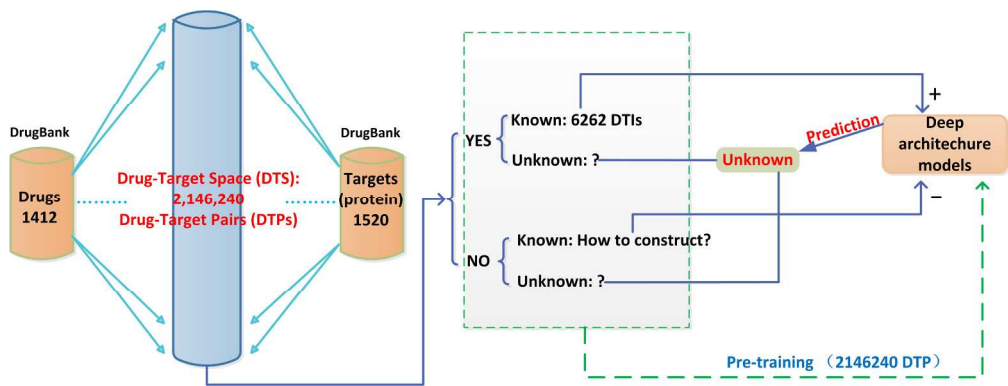 DrugBank
Drugs
1412
Drug-Target Space (DTS):
2,146,240
Drug-Target Pairs (DTPs)
DrugBank
Targets
(protein)
1520
YES
Known: 6262 DTIs
Unknown: ?
NO
Known: How to construct?
Unknown: ?
Unknown
Prediction
+
Deep
architechure
models
−
Pre-training （2146240 DTP）